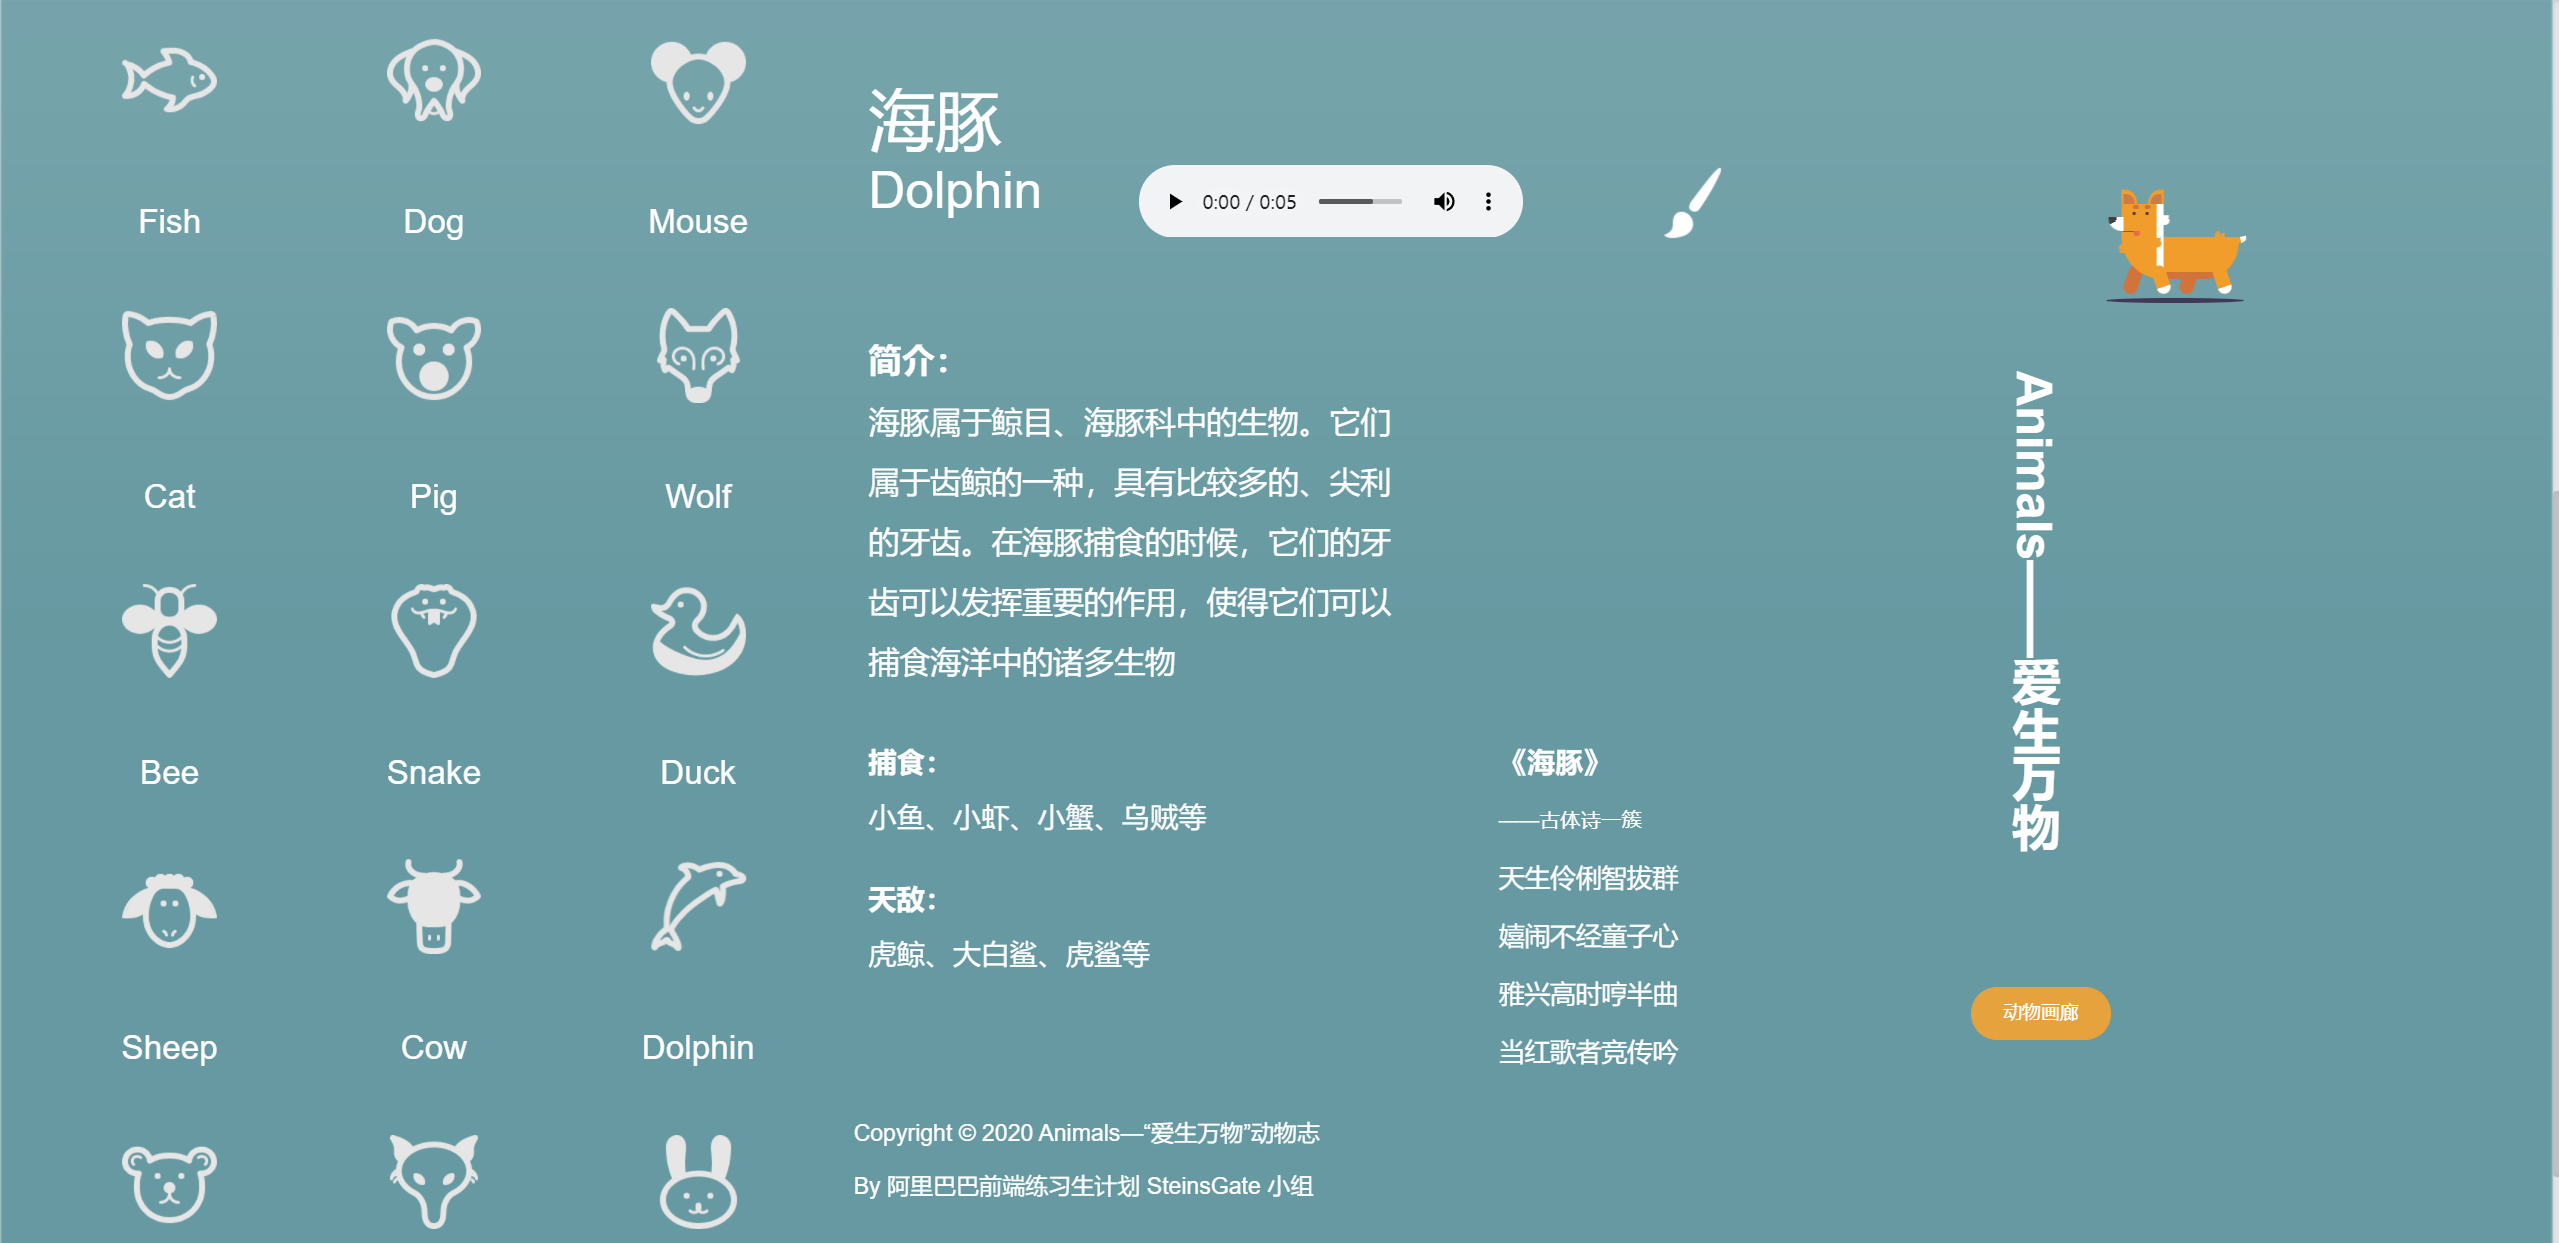 Fish
Dog
Mouse
Cat
Pig
Wolf
Bee
Snake
Duck
Sheep
Cow
Dolphin
海豚
Dolphin
0:00 / 0:05
简介：
海豚属于鲸目、海豚科中的生物。它们
属于齿鲸的一种，具有比较多的、尖利
的牙齿。在海豚捕食的时候，它们的牙
齿可以发挥重要的作用，使得它们可以
捕食海洋中的诸多生物
捕食：
小鱼、小虾、小蟹、乌贼等
天敌：
虎鲸、大白鲨、虎鲨等
《海豚》
——古体诗一簇
天生伶俐智拔群
嬉闹不经童子心
雅兴高时哼半曲
当红歌者竞传吟
Copyright © 2020 Animals—“爱生万物”动物志
By 阿里巴巴前端练习生计划 SteinsGate 小组
Animals——爱生万物
动物画廊